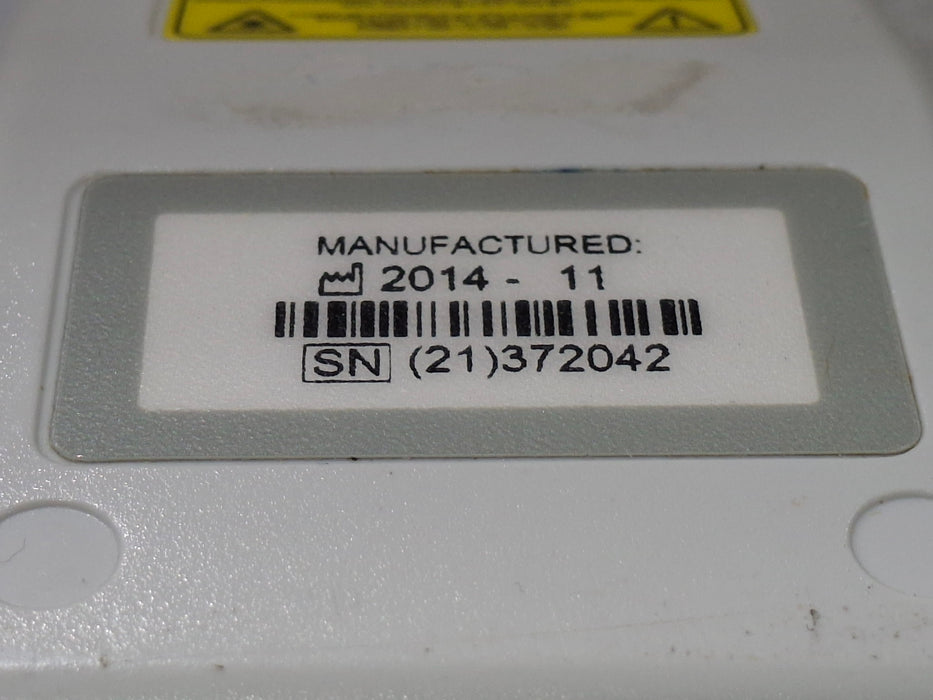 MANUFACTURED:
2014 - 11
SN (21)372042